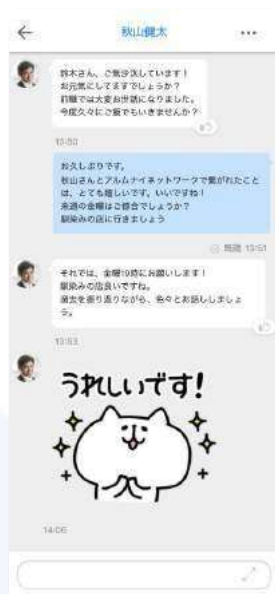 秋山健太
鈴木さん、ご無沙汰しています！
お元気にしてますでしょうか？
前職では大変お世話になりました。
今度久々にご飯でもいきませんか？
13:50
お久しぶりです。
秋山さんとアルムナイネットワークで繋がれたこと
は、とても嬉しいです。いいですね！
来週の金曜はご都合でしょうか？
馴染みの店に行きましょう
既読 13:51
それでは、金曜19時にお願いします！
馴染みの店良いですね。
過去を振り返りながら、色々とお話ししましょ
う。
13:53
うれしいです!
14:06